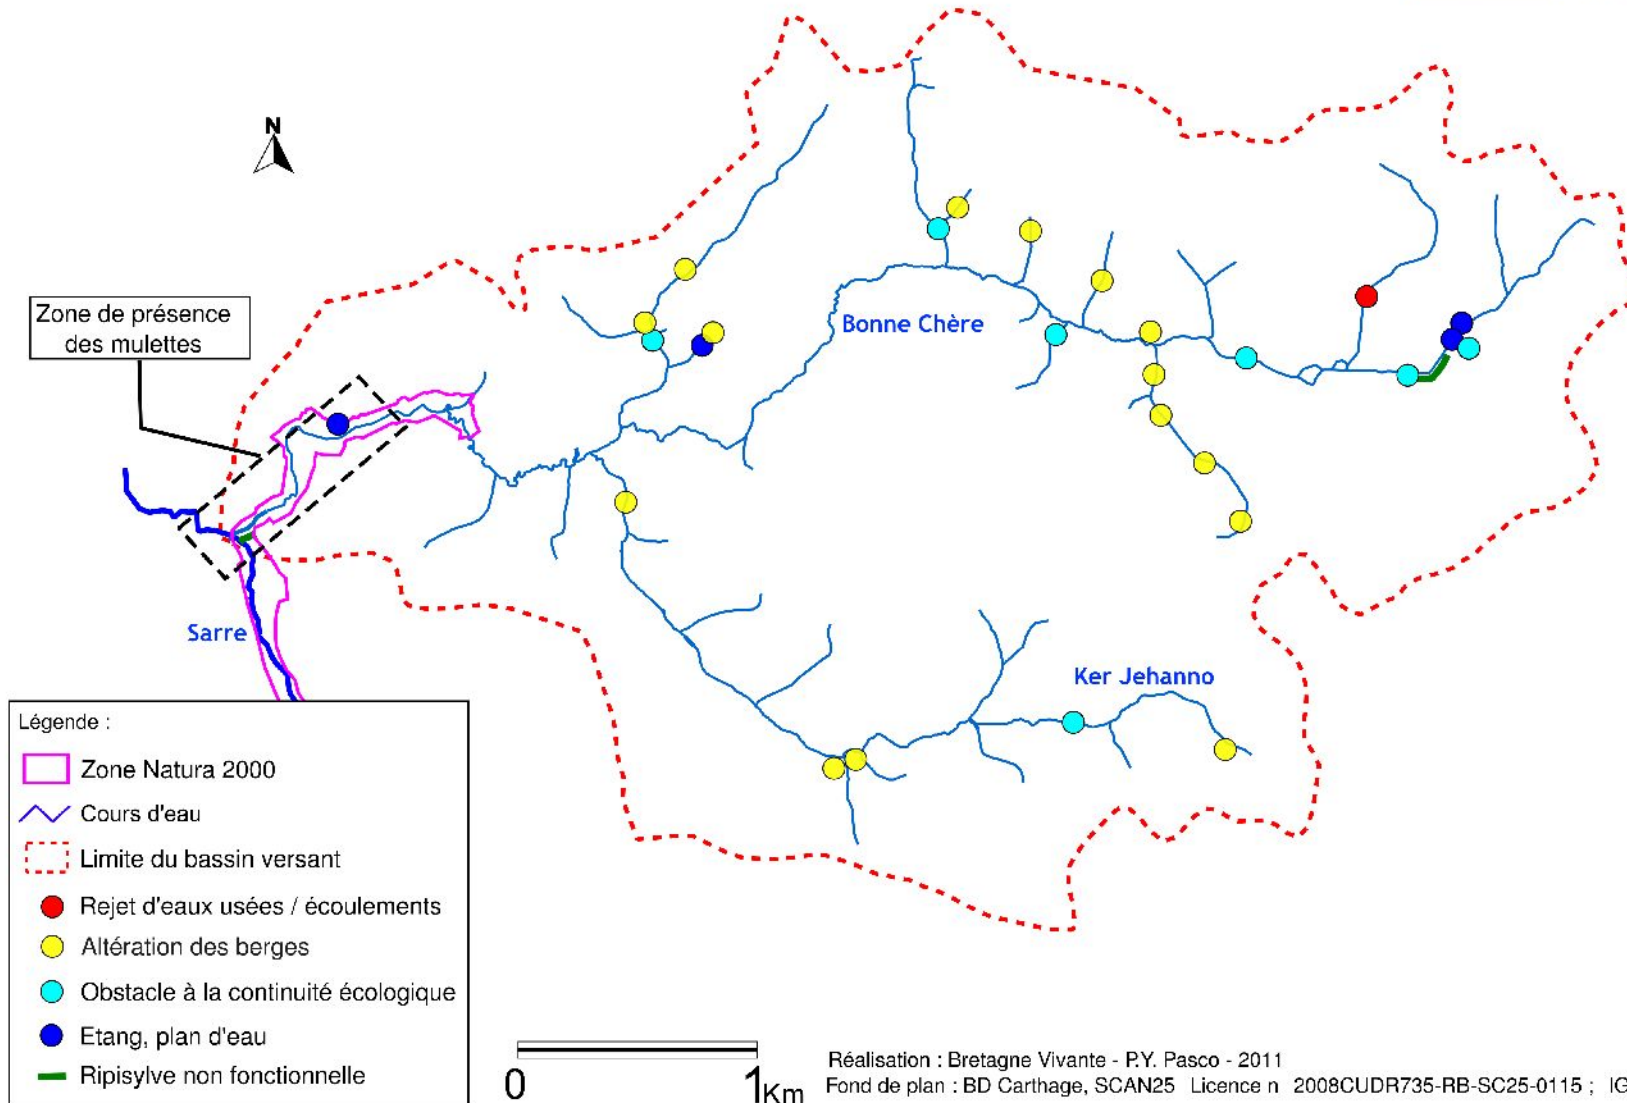 N
Zone de présence
des mulettes
Bonne Chère
Sarre
Ker Jehanno
Légende :
Zone Natura 2000
Cours d'eau
Limite du bassin versant
Rejet d'eaux usées / écoulements
Altération des berges
Obstacle à la continuité écologique
Etang, plan d'eau
Ripisylve non fonctionnelle
0 1Km
Réalisation : Bretagne Vivante - P.Y. Pasco - 2011
Fond de plan : BD Carthage, SCAN25 Licence n 2008CUDR735-RB-SC25-0115 ; IG